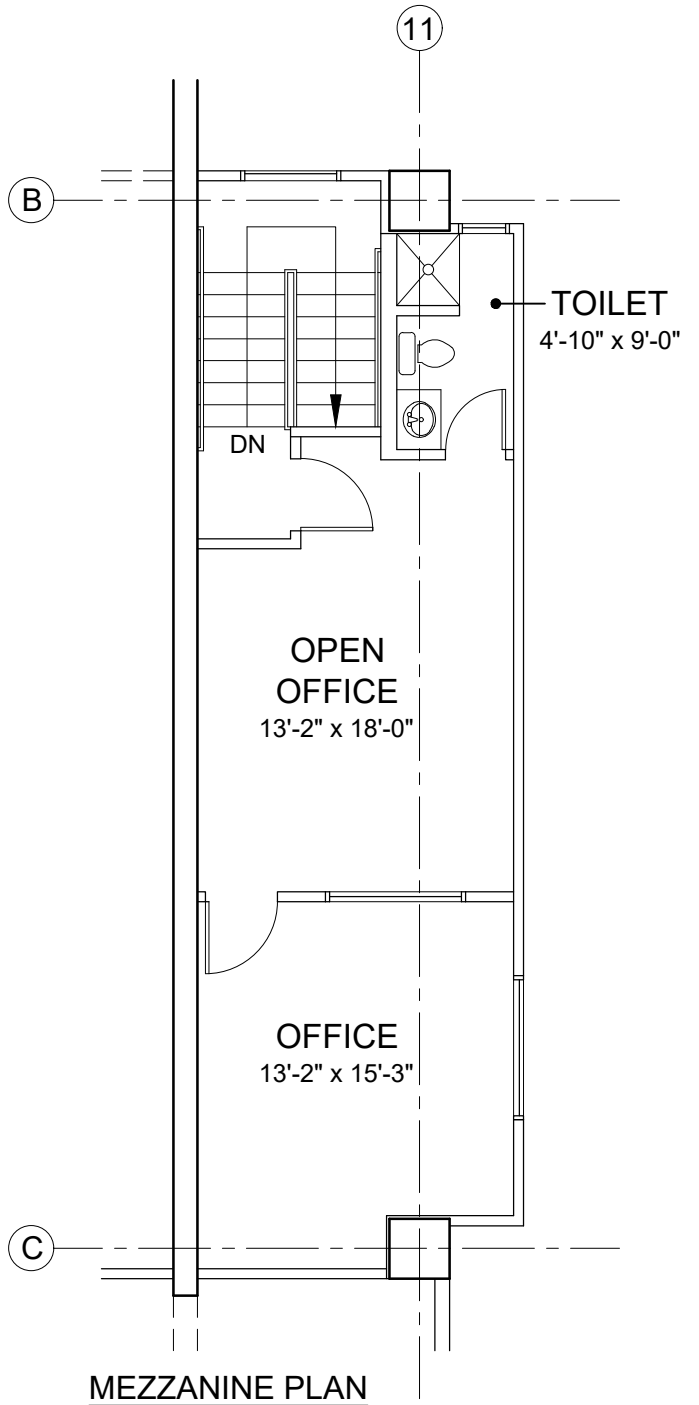 11
B
TOILET
4'-10" x 9'-0"
DN
OPEN
OFFICE
13'-2" x 18'-0"
OFFICE
13'-2" x 15'-3"
C
MEZZANINE PLAN